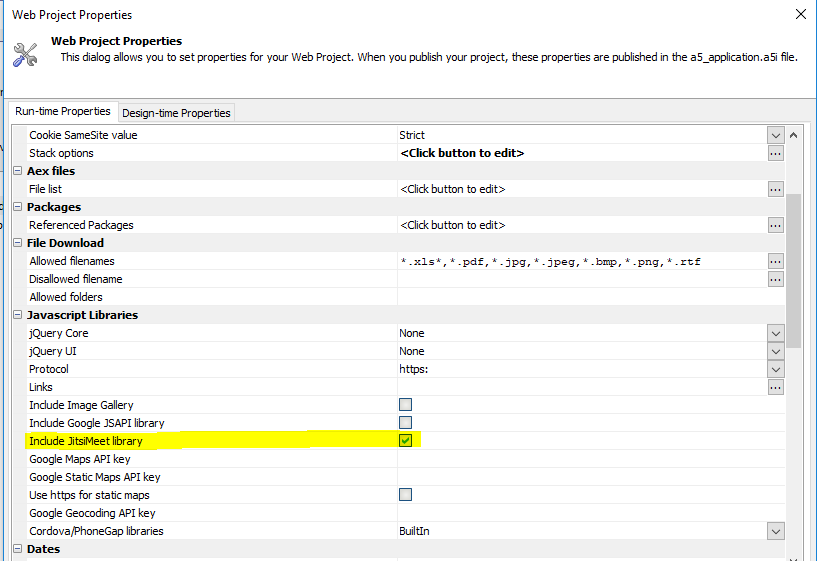 Web Project Properties
Web Project Properties
This dialog allows you to set properties for your Web Project. When you publish your project, these properties are published in the a5_application.a5i file.
Run-time Properties Design-time Properties
Cookie SameSite value Strict
Stack options <Click button to edit>
Aex files
File list <Click button to edit>
Packages
Referenced Packages <Click button to edit>
File Download
Allowed filenames *.xls*,*.pdf,*.jpg,*.jpeg,*.bmp,*.png,*.rtf
Disallowed filename
Allowed folders
Javascript Libraries
jQuery Core None
jQuery UI None
Protocol https:
Links
Include Image Gallery
Include Google JSAPI library
Include JitsiMeet library
Google Maps API key
Google Static Maps API key
Use https for static maps
Google Geocoding API key
Cordova/PhoneGap libraries BuiltIn
Dates